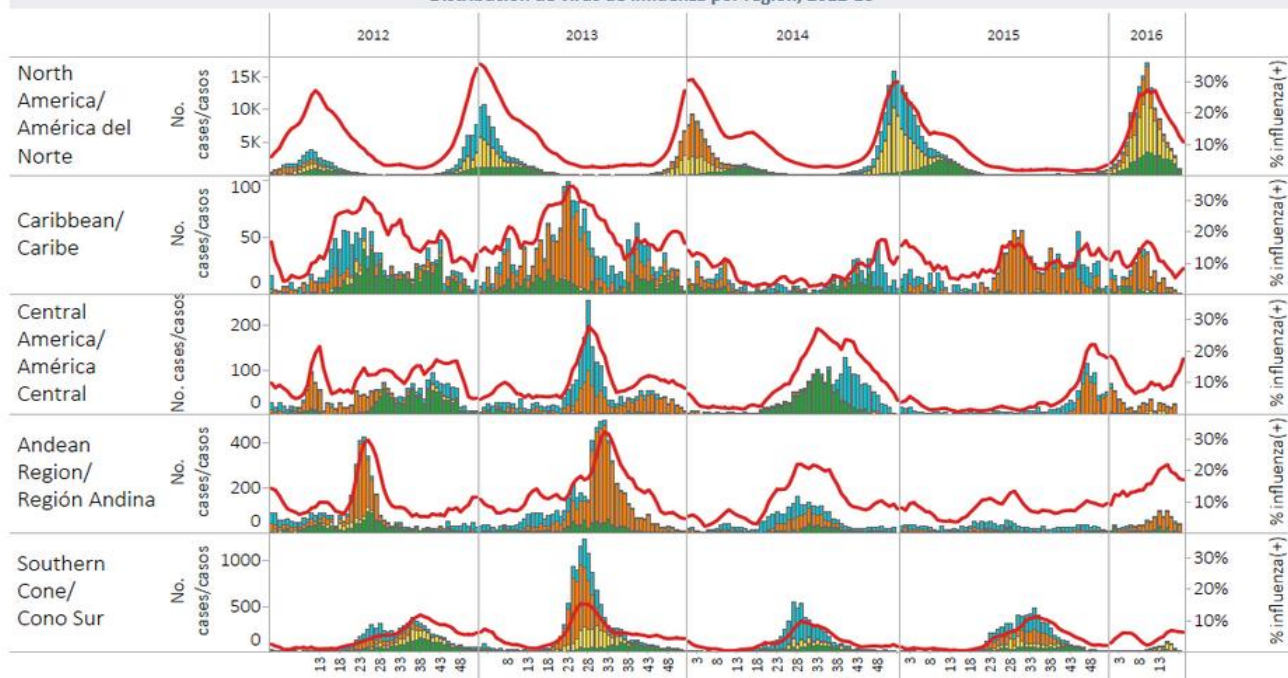 2012 2013 2014 2015 2016
North
America/
América del
Norte
No.
cases/casos
15K
10K
5K
30%
20%
10%
% influenza(+)
Caribbean/
Caribe
No.
cases/casos
100
50
0
30%
20%
10%
% influenza(+)
Central
America/
América
Central
No. cases/casos
200
100
0
30%
20%
10%
% influenza(+)
Andean
Region/
Región Andina
No.
cases/casos
400
200
0
30%
20%
10%
% influenza(+)
Southern
Cone/
Cono Sur
No.
cases/casos
1000
500
0
30%
20%
10%
% influenza(+)
13 18 23 28 33 38 43 48 8 13 18 23 28 33 38 43 48 3 8 13 18 23 28 33 38 43 48 3 8 13 18 23 28 33 38 43 48 3 8 13